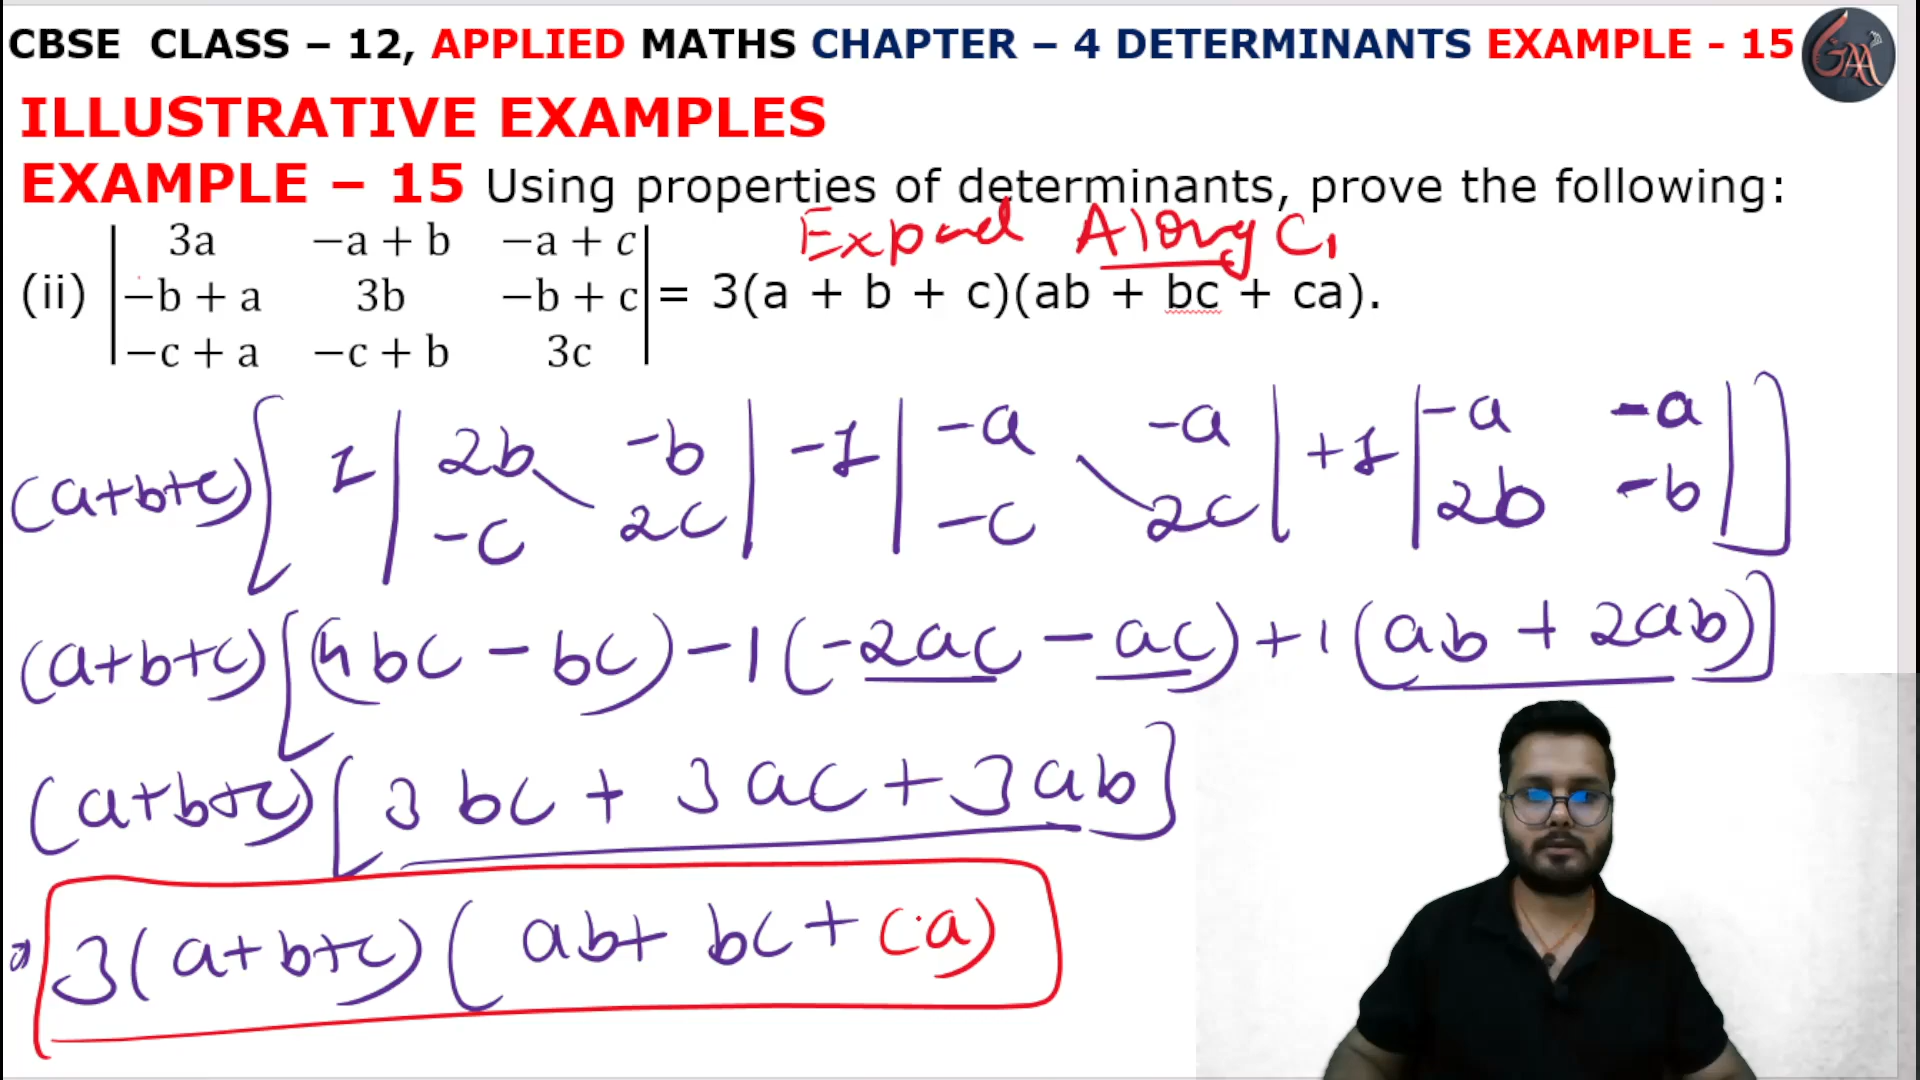 CBSE CLASS – 12, APPLIED MATHS CHAPTER – 4 DETERMINANTS EXAMPLE - 15
GAA
ILLUSTRATIVE EXAMPLES
EXAMPLE – 15 Using properties of determinants, prove the following:
Expand Along C₁
(ii) | 3a −a + b −a + c |
| −b + a 3b −b + c | = 3(a + b + c)(ab + bc + ca).
| −c + a −c + b 3c |
(a+b+c) [ 1 | 2b -b | -1 | -a -a | +1 | -a -a | ]
| -c 2c | | -c 2c | | 2b -b |
(a+b+c) [(4bc - bc) - 1(-2ac - ac) + 1(ab + 2ab)]
(a+b+c) [3bc + 3ac + 3ab]
3(a+b+c) (ab + bc + ca)